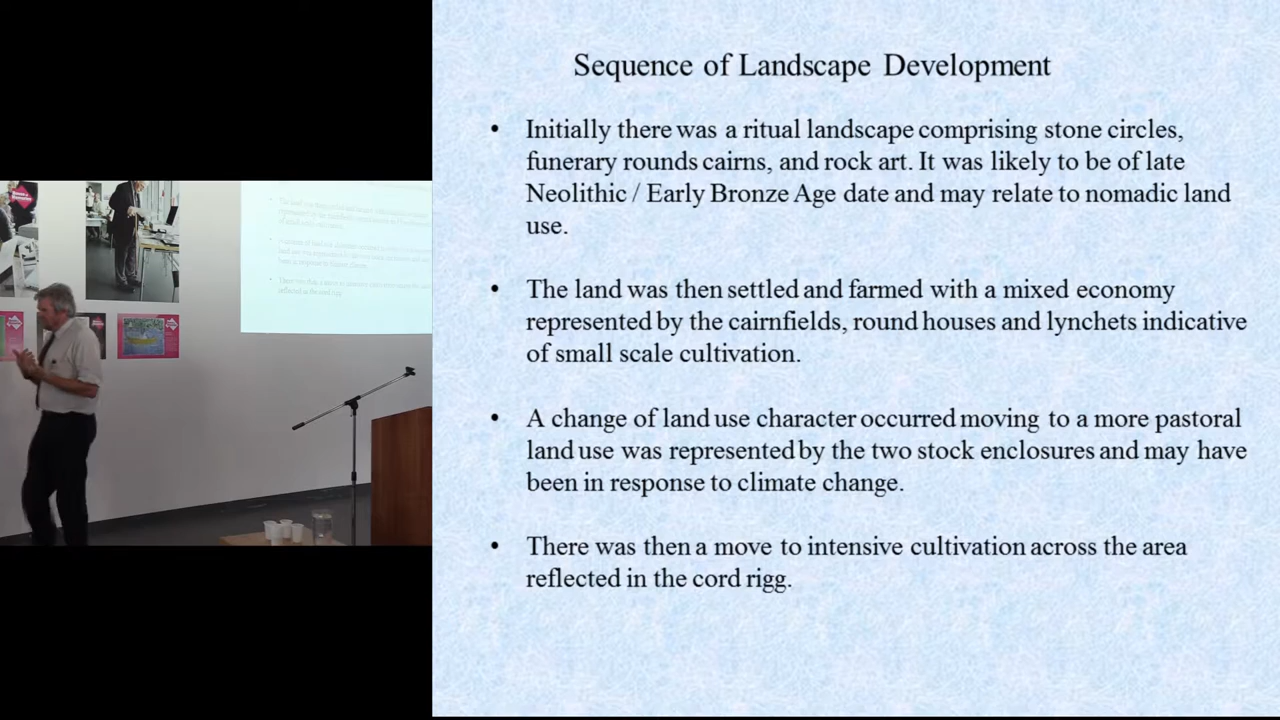 Sequence of Landscape Development
• Initially there was a ritual landscape comprising stone circles,
funerary rounds cairns, and rock art. It was likely to be of late
Neolithic / Early Bronze Age date and may relate to nomadic land
use.
• The land was then settled and farmed with a mixed economy
represented by the cairnfields, round houses and lynchets indicative
of small scale cultivation.
• A change of land use character occurred moving to a more pastoral
land use was represented by the two stock enclosures and may have
been in response to climate change.
• There was then a move to intensive cultivation across the area
reflected in the cord rigg.